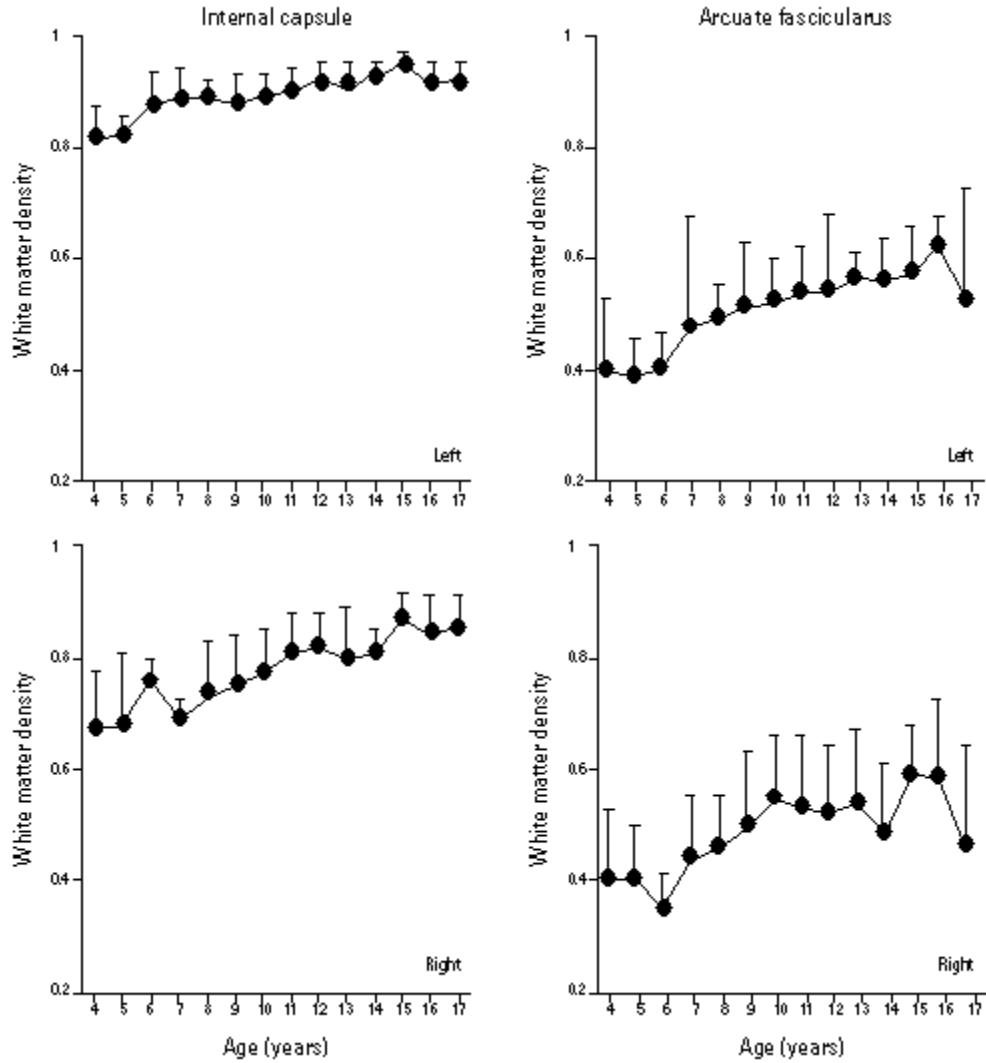 Internal capsule
Arcuate fascicularus
White matter density
1
0.8
0.6
0.4
0.2
Left
4 5 6 7 8 9 10 11 12 13 14 15 16 17
White matter density
1
0.8
0.6
0.4
0.2
Left
4 5 6 7 8 9 10 11 12 13 14 15 16 17
White matter density
1
0.8
0.6
0.4
0.2
Right
4 5 6 7 8 9 10 11 12 13 14 15 16 17
Age (years)
White matter density
1
0.8
0.6
0.4
0.2
Right
4 5 6 7 8 9 10 11 12 13 14 15 16 17
Age (years)